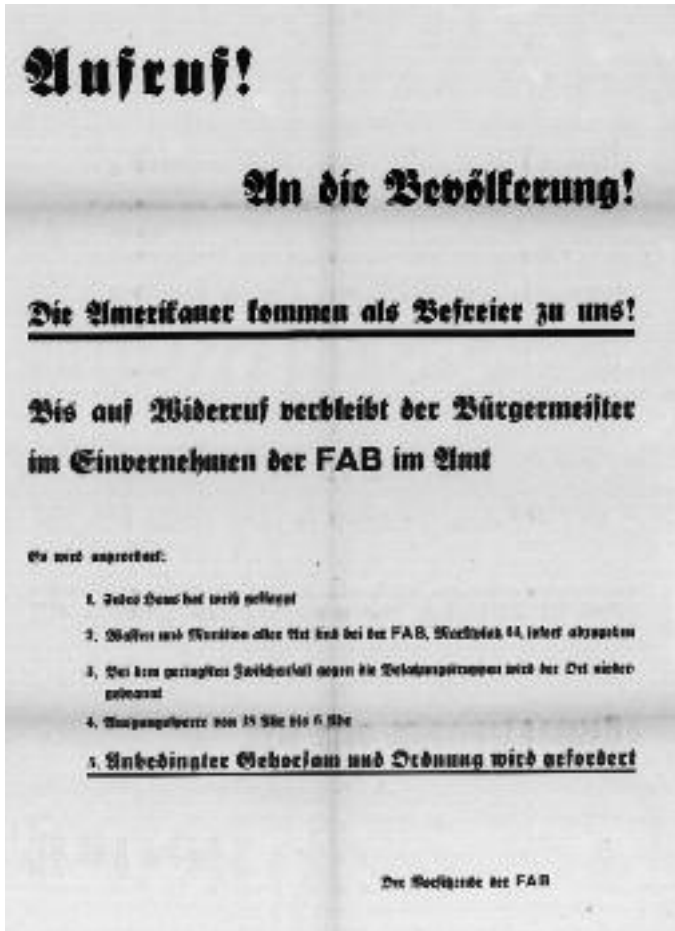 Aufruf!
An die Bevölkerung!
Die Amerikaner kommen als Befreier zu uns!
Bis auf Widerruf verbleibt der Bürgermeister
im Einvernehmen der FAB im Amt
Es wird angeordnet:
1. Jedes Haus hat weiß geflaggt
2. Waffen und Munition aller Art sind bei der FAB, Marktplatz 44, sofort abzugeben
3. Bei dem geringsten Zwischenfall gegen die Besatzungstruppen wird der Ort nieder-
gebrannt
4. Ausgangssperre von 18 Uhr bis 6 Uhr
5. Unbedingter Gehorsam und Ordnung wird gefordert
Der Vorsitzende der FAB